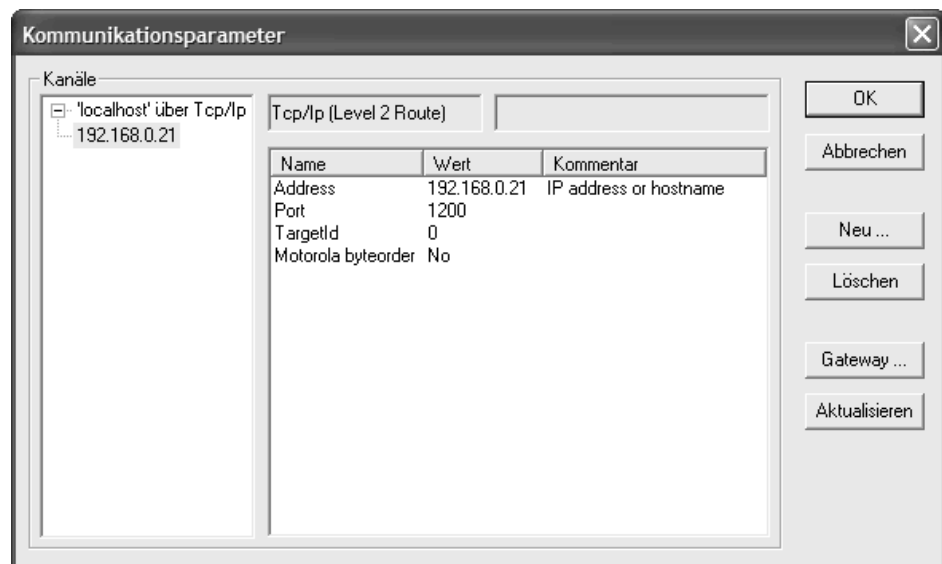 Kommunikationsparameter
Kanäle
'localhost' über Tcp/Ip
192.168.0.21
Tcp/Ip (Level 2 Route)
Name Wert Kommentar
Address 192.168.0.21 IP address or hostname
Port 1200
TargetId 0
Motorola byteorder No
OK
Abbrechen
Neu ...
Löschen
Gateway ...
Aktualisieren